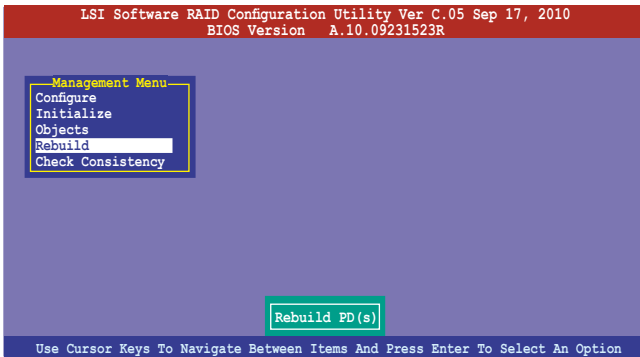 LSI Software RAID Configuration Utility Ver C.05 Sep 17, 2010
BIOS Version A.10.09231523R
Management Menu
Configure
Initialize
Objects
Rebuild
Check Consistency
Rebuild PD(s)
Use Cursor Keys To Navigate Between Items And Press Enter To Select An Option